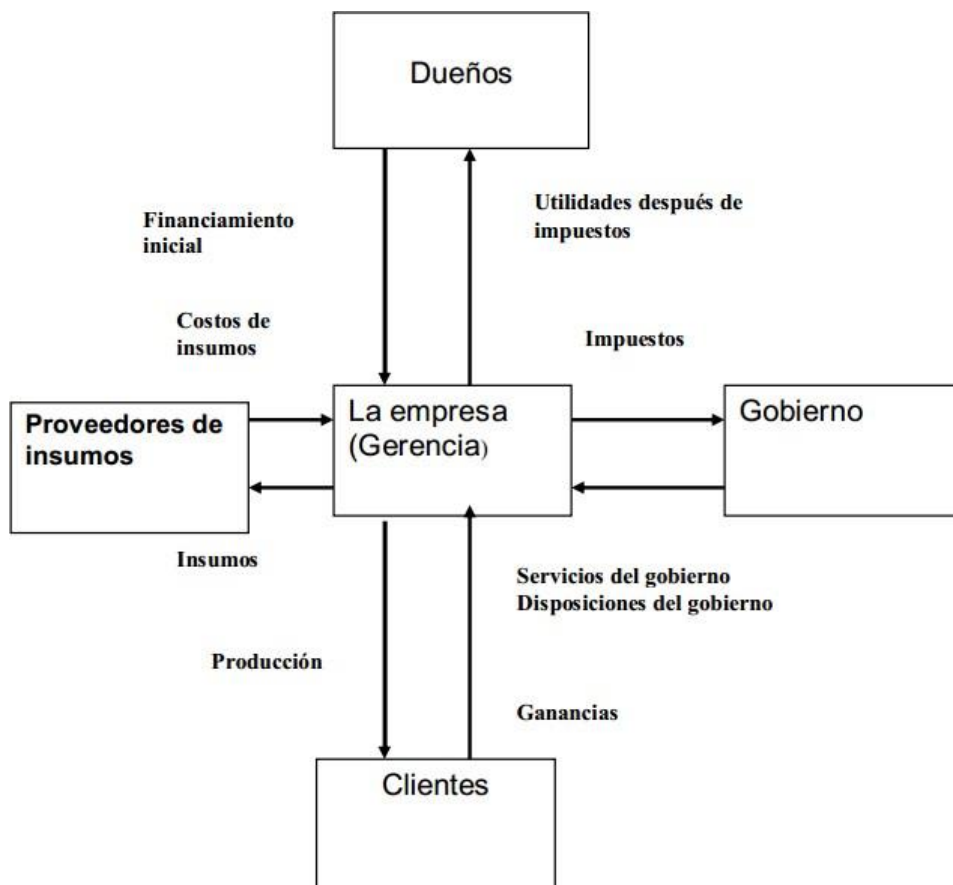 Dueños
Financiamiento
inicial
Utilidades después de
impuestos
Costos de
insumos
Impuestos
Proveedores de
insumos
La empresa
(Gerencia)
Gobierno
Insumos
Servicios del gobierno
Disposiciones del gobierno
Producción
Ganancias
Clientes